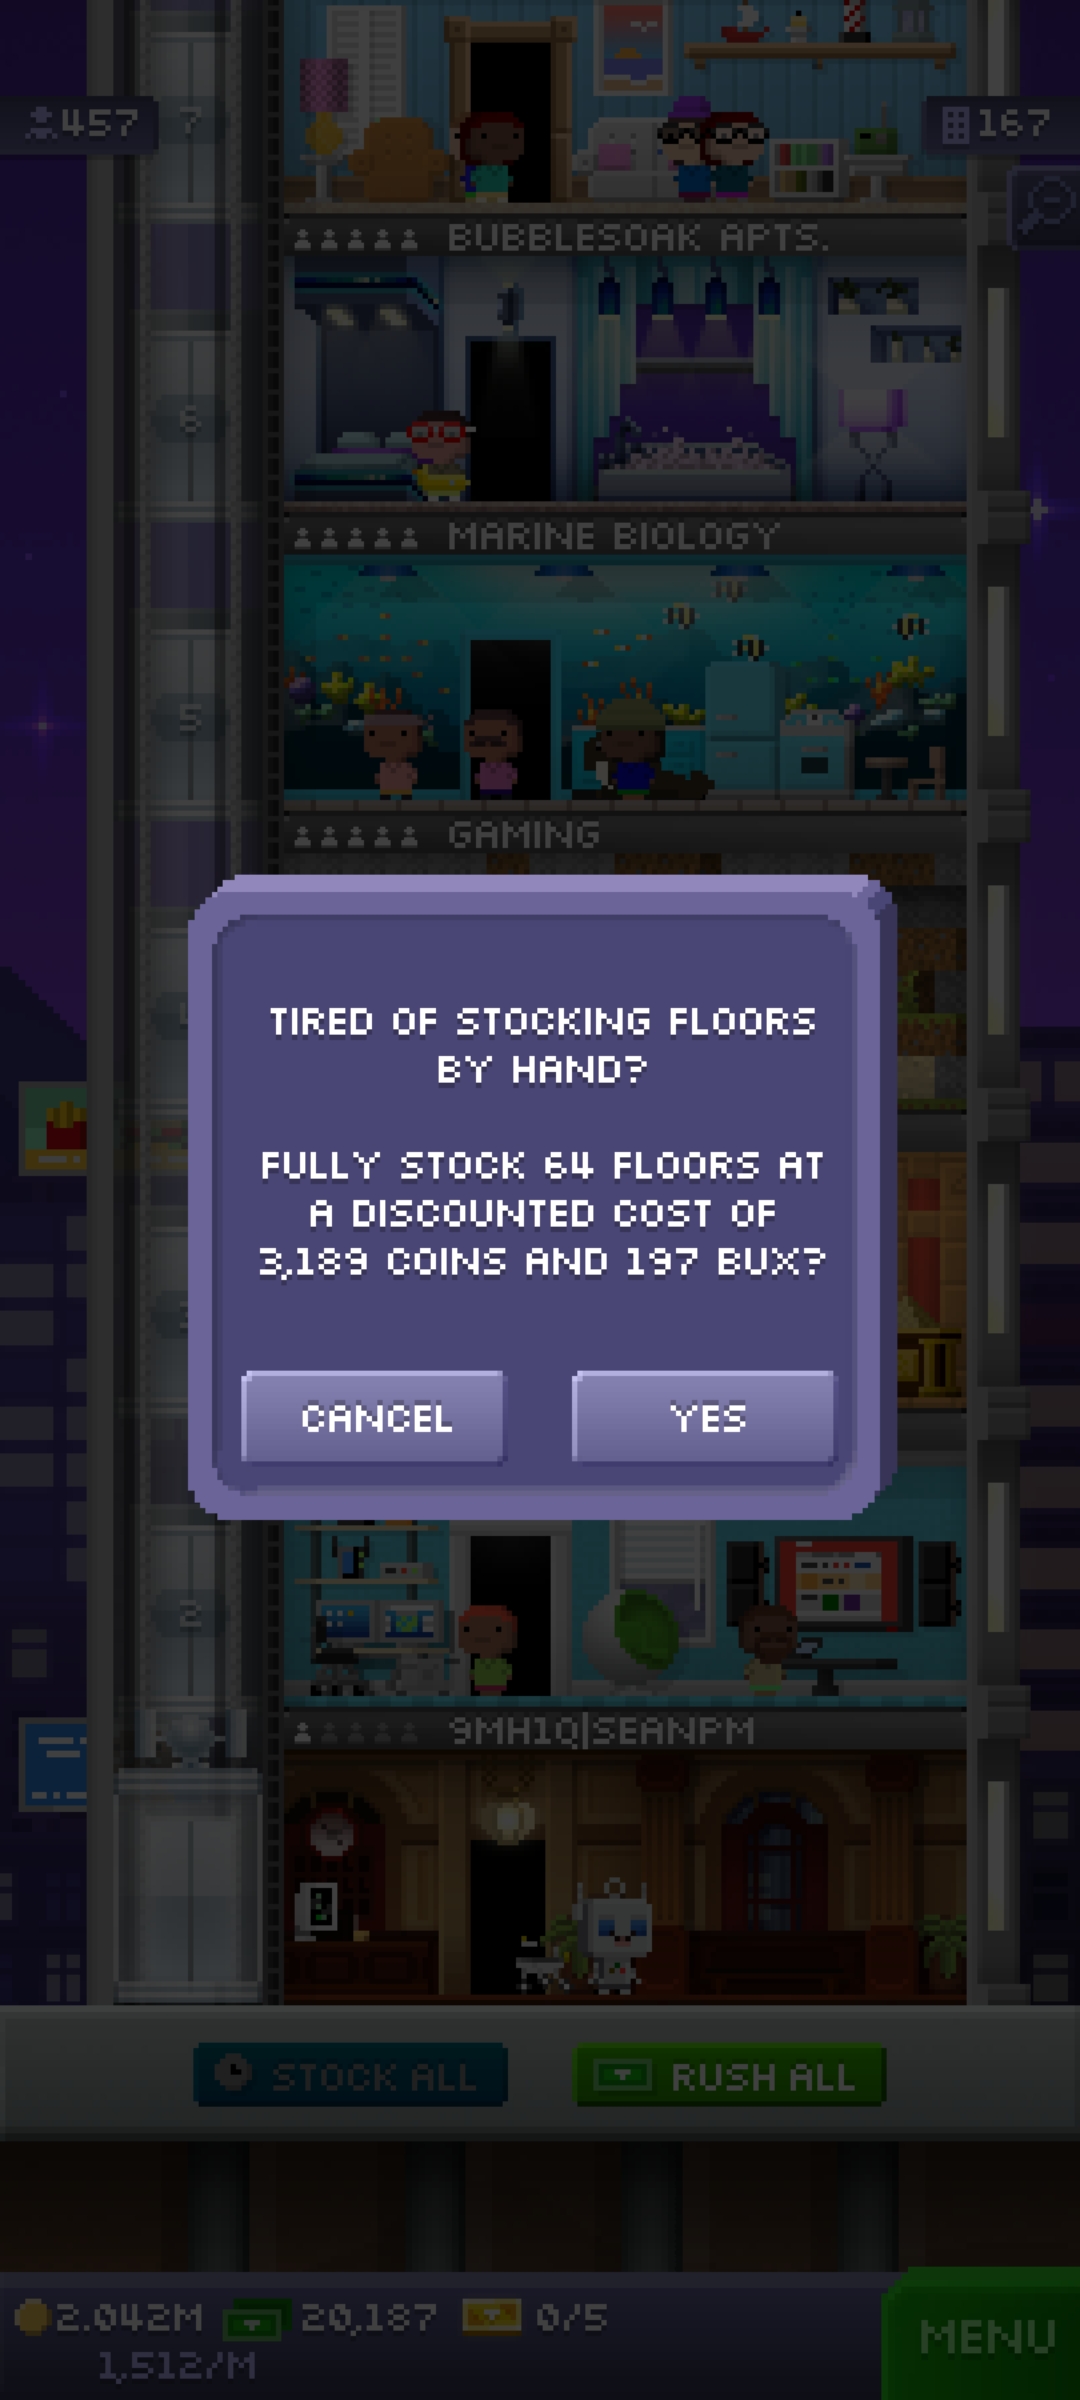 457
7
167
BUBBLESOAK APTS.
6
MARINE BIOLOGY
5
GAMING
TIRED OF STOCKING FLOORS
BY HAND?
FULLY STOCK 64 FLOORS AT
A DISCOUNTED COST OF
3,189 COINS AND 197 BUX?
CANCEL
YES
2
9MH1Q|SEANPM
STOCK ALL
RUSH ALL
2.042M
20,187
0/5
MENU
1,512/M